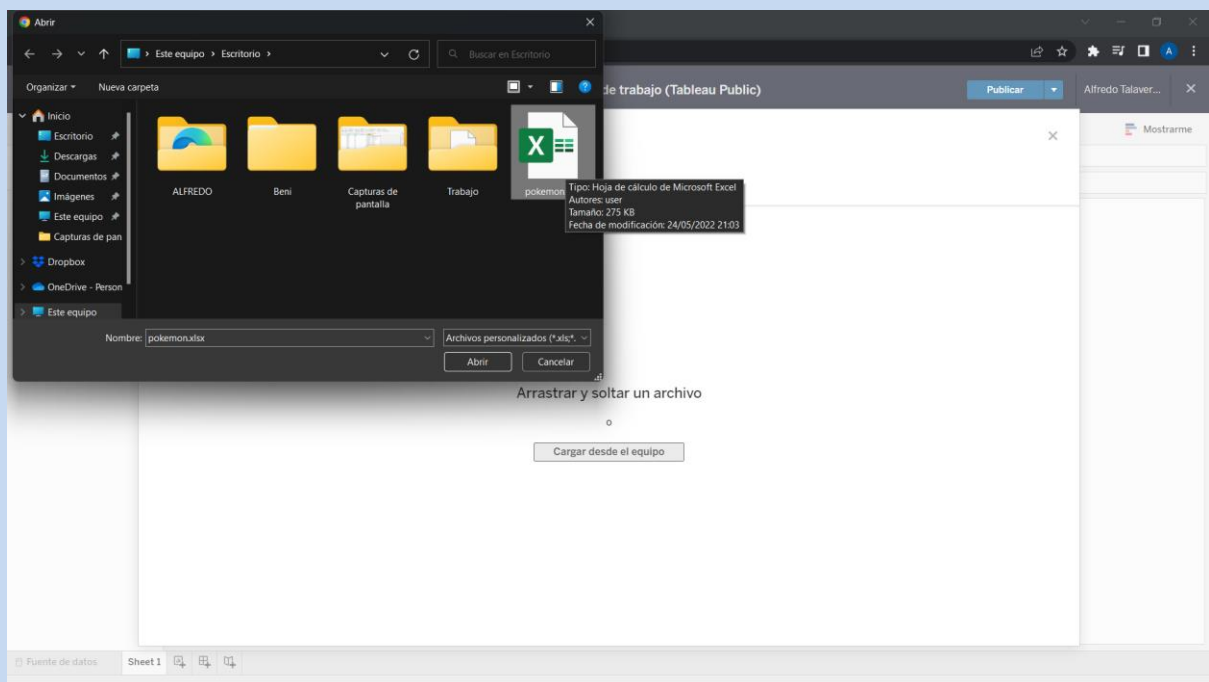 Abrir
Este equipo > Escritorio >
Buscar en Escritorio
Organizar
Nueva carpeta
Inicio
Escritorio
Descargas
Documentos
Imágenes
Este equipo
Capturas de pan
Dropbox
OneDrive - Person
Este equipo
ALFREDO
Beni
Capturas de
pantalla
Trabajo
pokemon
Tipo: Hoja de cálculo de Microsoft Excel
Autores: user
Tamaño: 275 KB
Fecha de modificación: 24/05/2022 21:03
Nombre: pokemon.xlsx
Archivos personalizados (*.xls;*.
Abrir
Cancelar
de trabajo (Tableau Public)
Publicar
Alfredo Talaver...
A
Mostrarme
Arrastrar y soltar un archivo
o
Cargar desde el equipo
Fuente de datos
Sheet 1